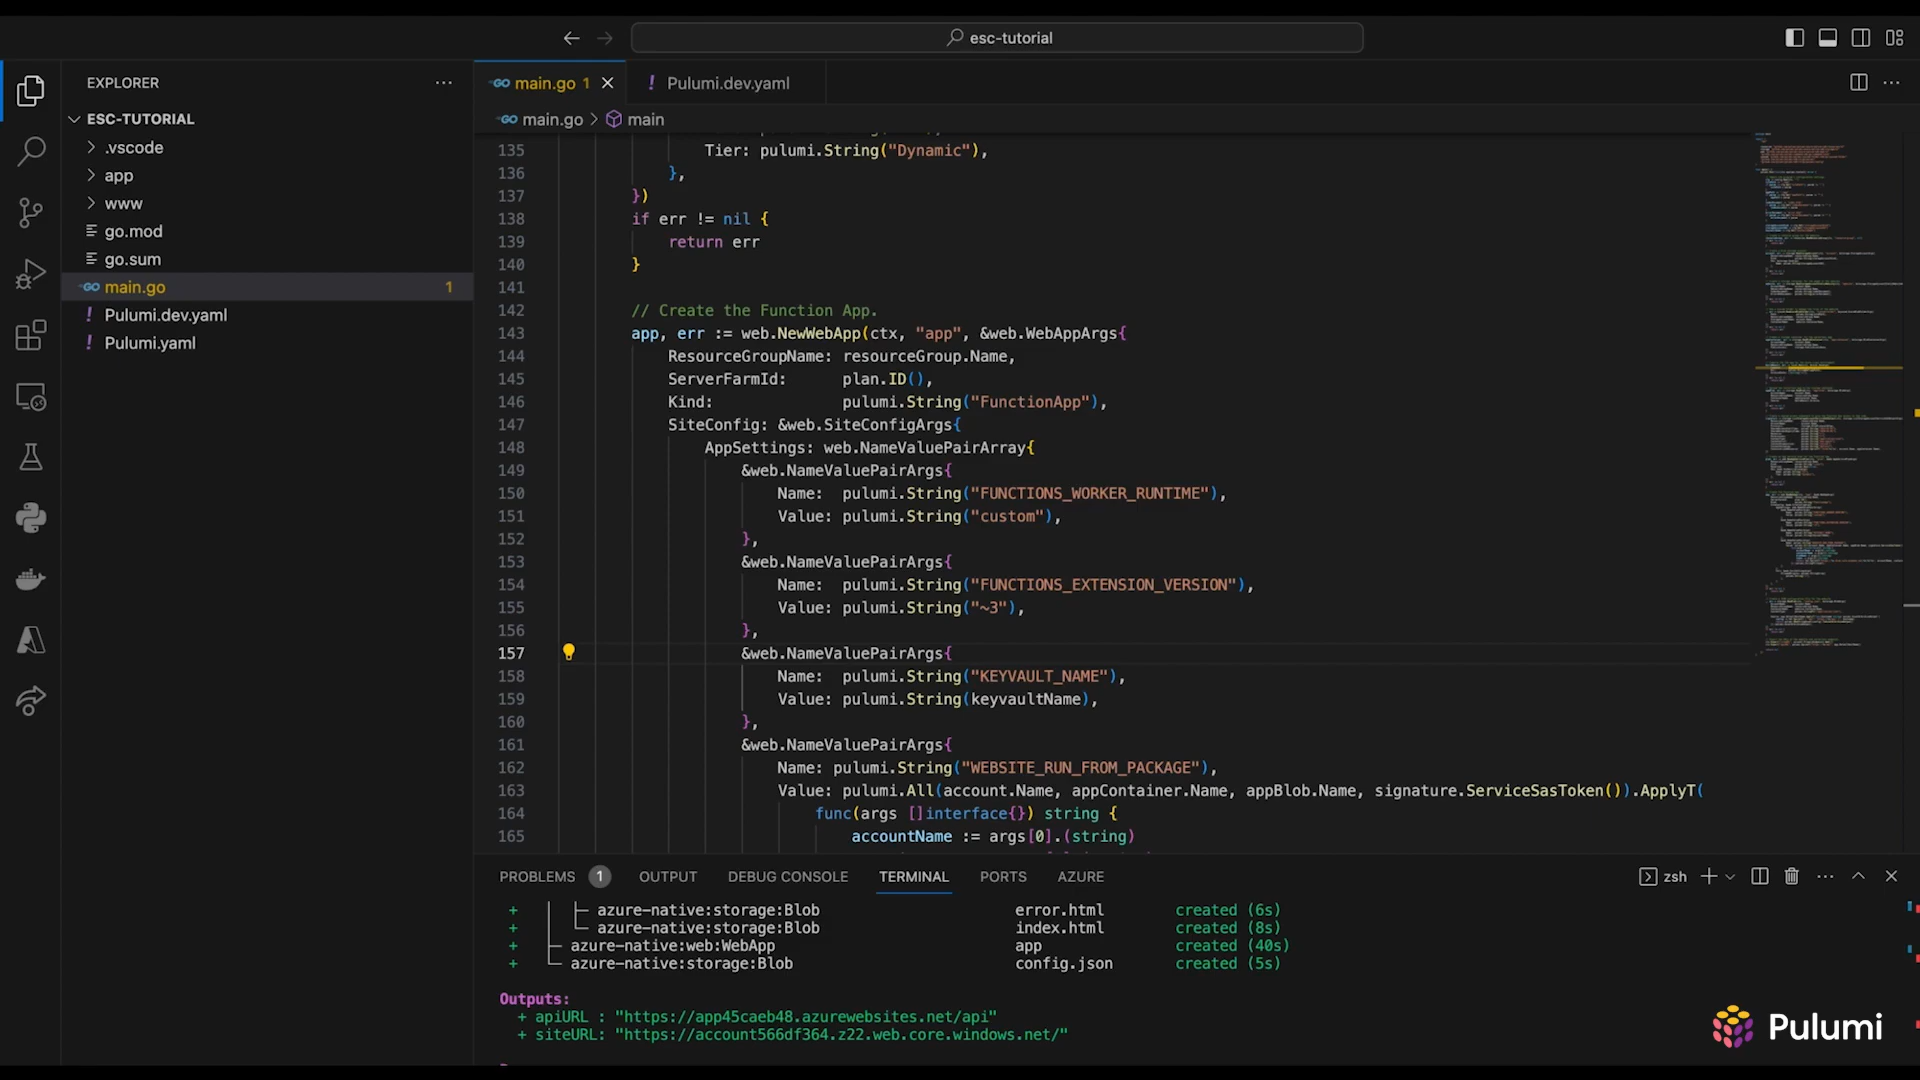 esc-tutorial
EXPLORER
ESC-TUTORIAL
.vscode
app
www
go.mod
go.sum
main.go 1
Pulumi.dev.yaml
Pulumi.yaml
main.go 1
Pulumi.dev.yaml
main.go > main
135 Tier: pulumi.String("Dynamic"),
136 },
137 })
138 if err != nil {
139 return err
140 }
141
142 // Create the Function App.
143 app, err := web.NewWebApp(ctx, "app", &web.WebAppArgs{
144 ResourceGroupName: resourceGroup.Name,
145 ServerFarmId: plan.ID(),
146 Kind: pulumi.String("FunctionApp"),
147 SiteConfig: &web.SiteConfigArgs{
148 AppSettings: web.NameValuePairArray{
149 &web.NameValuePairArgs{
150 Name: pulumi.String("FUNCTIONS_WORKER_RUNTIME"),
151 Value: pulumi.String("custom"),
152 },
153 &web.NameValuePairArgs{
154 Name: pulumi.String("FUNCTIONS_EXTENSION_VERSION"),
155 Value: pulumi.String("~3"),
156 },
157 &web.NameValuePairArgs{
158 Name: pulumi.String("KEYVAULT_NAME"),
159 Value: pulumi.String(keyvaultName),
160 },
161 &web.NameValuePairArgs{
162 Name: pulumi.String("WEBSITE_RUN_FROM_PACKAGE"),
163 Value: pulumi.All(account.Name, appContainer.Name, appBlob.Name, signature.ServiceSasToken()).ApplyT(
164 func(args []interface{}) string {
165 accountName := args[0].(string)
PROBLEMS 1 OUTPUT DEBUG CONSOLE TERMINAL PORTS AZURE
zsh
+ │ ├─ azure-native:storage:Blob error.html created (6s)
+ │ └─ azure-native:storage:Blob index.html created (8s)
+ ├─ azure-native:web:WebApp app created (40s)
+ └─ azure-native:storage:Blob config.json created (5s)
Outputs:
+ apiURL : "https://app45caeb48.azurewebsites.net/api"
+ siteURL: "https://account566df364.z22.web.core.windows.net/"
Pulumi